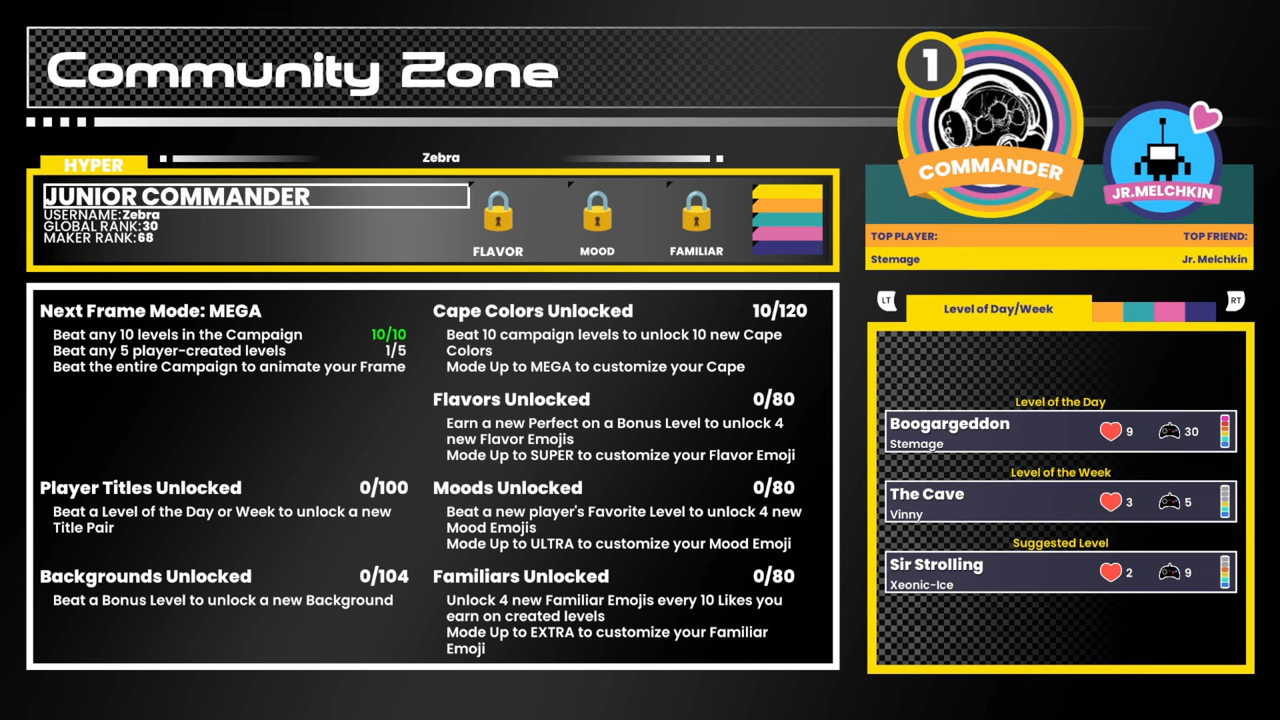 Community Zone
1
COMMANDER
JR.MELCHKIN
TOP PLAYER: TOP FRIEND:
Stemage Jr. Melchkin
HYPER
Zebra
JUNIOR COMMANDER
USERNAME:Zebra
GLOBAL RANK:30
MAKER RANK:68
FLAVOR MOOD FAMILIAR
Next Frame Mode: MEGA
Beat any 10 levels in the Campaign 10/10
Beat any 5 player-created levels 1/5
Beat the entire Campaign to animate your Frame
Player Titles Unlocked 0/100
Beat a Level of the Day or Week to unlock a new
Title Pair
Backgrounds Unlocked 0/104
Beat a Bonus Level to unlock a new Background
Cape Colors Unlocked 10/120
Beat 10 campaign levels to unlock 10 new Cape
Colors
Mode Up to MEGA to customize your Cape
Flavors Unlocked 0/80
Earn a new Perfect on a Bonus Level to unlock 4
new Flavor Emojis
Mode Up to SUPER to customize your Flavor Emoji
Moods Unlocked 0/80
Beat a new player's Favorite Level to unlock 4 new
Mood Emojis
Mode Up to ULTRA to customize your Mood Emoji
Familiars Unlocked 0/80
Unlock 4 new Familiar Emojis every 10 Likes you
earn on created levels
Mode Up to EXTRA to customize your Familiar
Emoji
LT Level of Day/Week RT
Level of the Day
Boogargeddon 9 30
Stemage
Level of the Week
The Cave 3 5
Vinny
Suggested Level
Sir Strolling 2 9
Xeonic-Ice